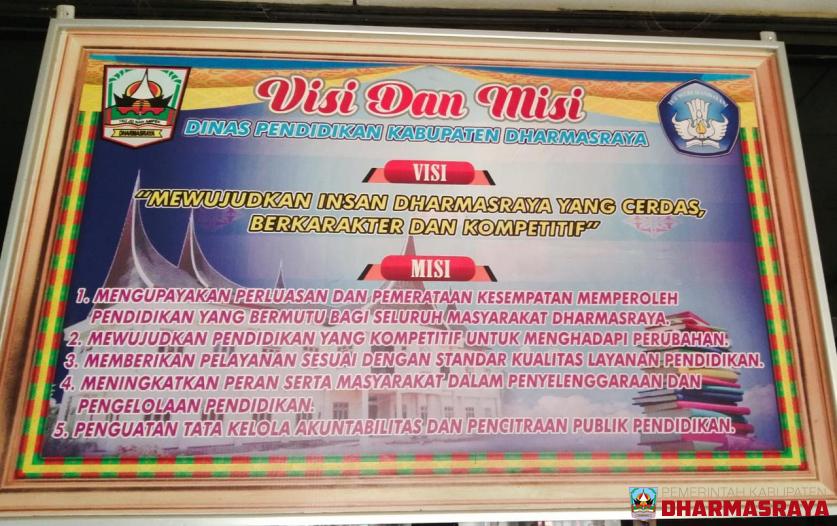 Visi Dan Misi
DINAS PENDIDIKAN KABUPATEN DHARMASRAYA
DHARMASRAYA
TUT WURI HANDAYANI
VISI
"MEWUJUDKAN INSAN DHARMASRAYA YANG CERDAS,
BERKARAKTER DAN KOMPETITIF"
MISI
1. MENGUPAYAKAN PERLUASAN DAN PEMERATAAN KESEMPATAN MEMPEROLEH
PENDIDIKAN YANG BERMUTU BAGI SELURUH MASYARAKAT DHARMASRAYA.
2. MEWUJUDKAN PENDIDIKAN YANG KOMPETITIF UNTUK MENGHADAPI PERUBAHAN.
3. MEMBERIKAN PELAYANAN SESUAI DENGAN STANDAR KUALITAS LAYANAN PENDIDIKAN.
4. MENINGKATKAN PERAN SERTA MASYARAKAT DALAM PENYELENGGARAAN DAN
PENGELOLAAN PENDIDIKAN.
5. PENGUATAN TATA KELOLA AKUNTABILITAS DAN PENCITRAAN PUBLIK PENDIDIKAN.
PEMERINTAH KABUPATEN
DHARMASRAYA